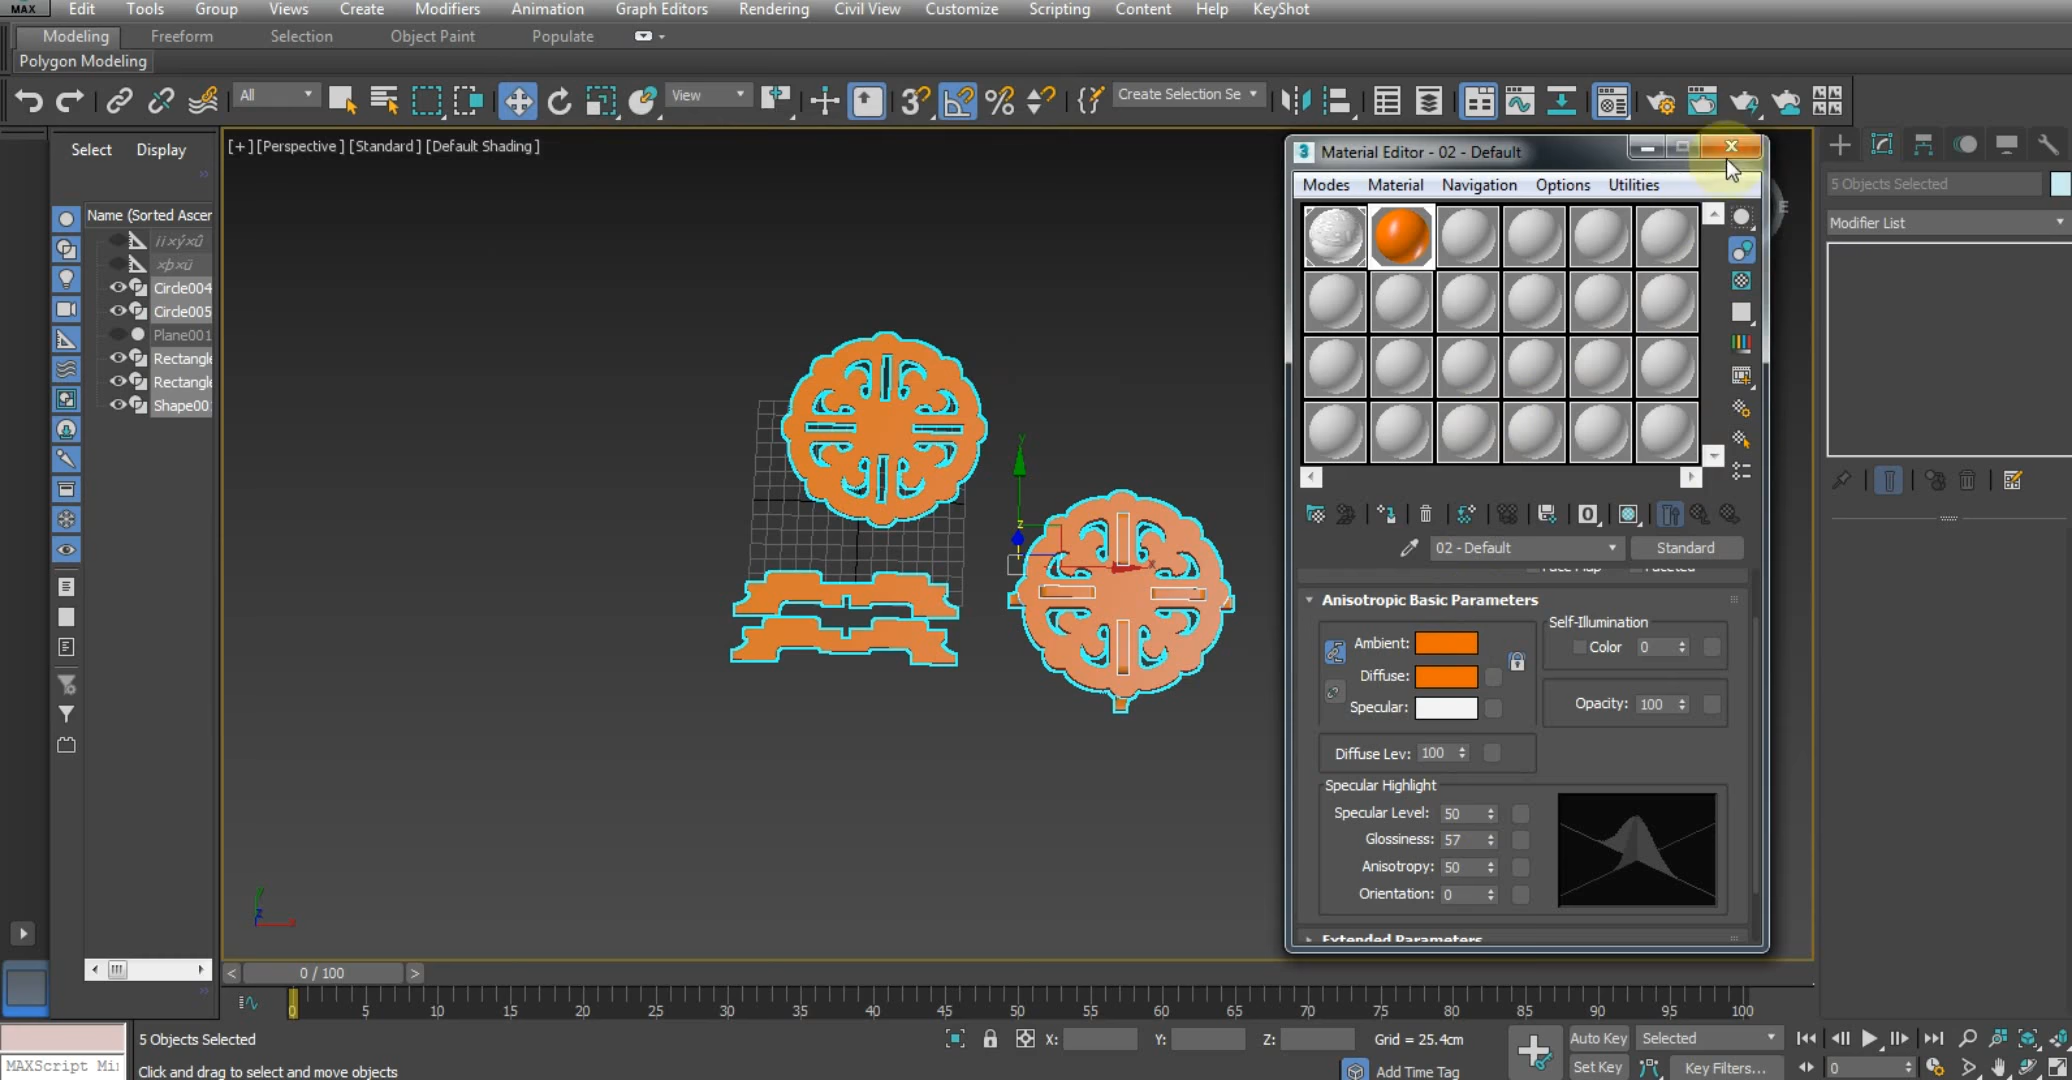 MAX Edit Tools Group Views Create Modifiers Animation Graph Editors Rendering Civil View Customize Scripting Content Help KeyShot
Modeling Freeform Selection Object Paint Populate
Polygon Modeling
All View Create Selection Se
Select Display
[+] [Perspective] [Standard] [Default Shading]
Name (Sorted Ascer
Circle004
Circle005
Plane001
Rectangle
Rectangle
Shape00
Material Editor - 02 - Default
Modes Material Navigation Options Utilities
02 - Default Standard
Anisotropic Basic Parameters
Ambient:
Diffuse:
Specular:
Self-Illumination
Color 0
Opacity: 100
Diffuse Lev: 100
Specular Highlight
Specular Level: 50
Glossiness: 57
Anisotropy: 50
Orientation: 0
Extended Parameters
5 Objects Selected
Modifier List
E
y
z
x
0 / 100
0 5 10 15 20 25 30 35 40 45 50 55 60 65 70 75 80 85 90 95 100
5 Objects Selected
X: Y: Z: Grid = 25.4cm
Auto Key Selected
MAXScript Mi
Click and drag to select and move objects
Add Time Tag
Set Key Key Filters...
0